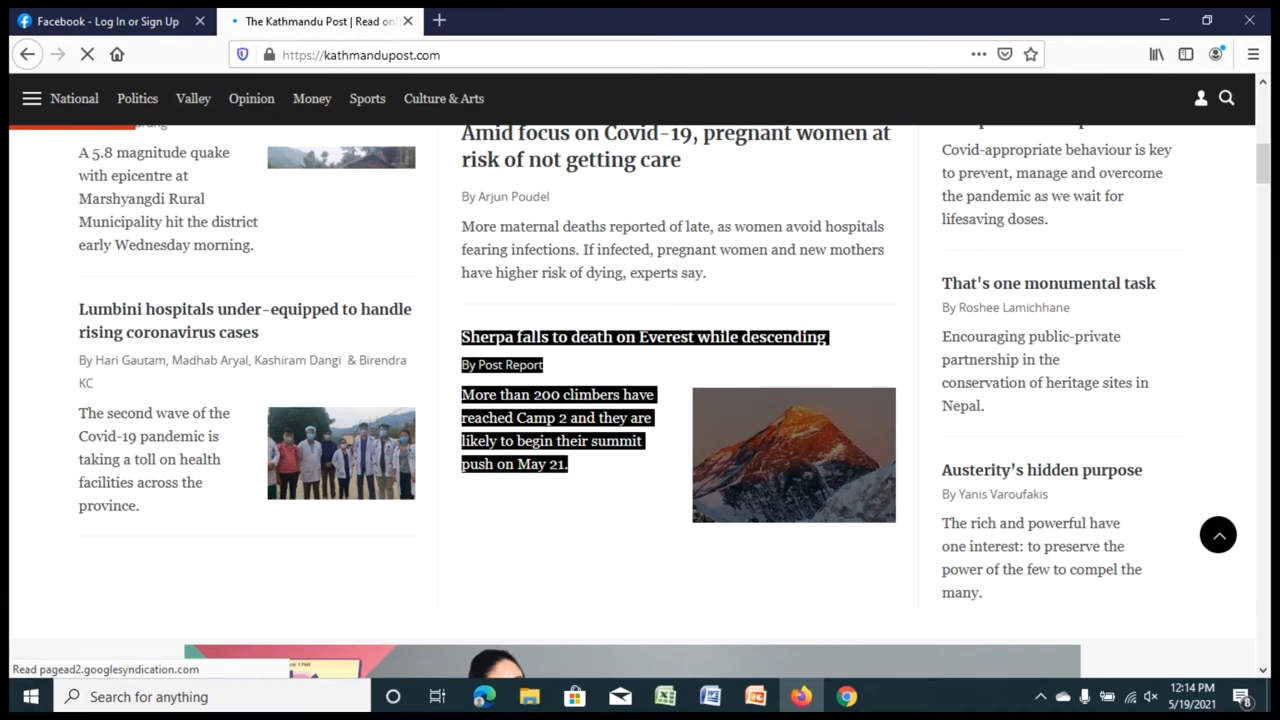 Facebook - Log In or Sign Up
The Kathmandu Post | Read on
https://kathmandupost.com
National Politics Valley Opinion Money Sports Culture & Arts
A 5.8 magnitude quake
with epicentre at
Marshyangdi Rural
Municipality hit the district
early Wednesday morning.
Lumbini hospitals under-equipped to handle
rising coronavirus cases
By Hari Gautam, Madhab Aryal, Kashiram Dangi & Birendra
KC
The second wave of the
Covid-19 pandemic is
taking a toll on health
facilities across the
province.
Amid focus on Covid-19, pregnant women at
risk of not getting care
By Arjun Poudel
More maternal deaths reported of late, as women avoid hospitals
fearing infections. If infected, pregnant women and new mothers
have higher risk of dying, experts say.
Sherpa falls to death on Everest while descending
By Post Report
More than 200 climbers have
reached Camp 2 and they are
likely to begin their summit
push on May 21.
Covid-appropriate behaviour is key
to prevent, manage and overcome
the pandemic as we wait for
lifesaving doses.
That's one monumental task
By Roshee Lamichhane
Encouraging public-private
partnership in the
conservation of heritage sites in
Nepal.
Austerity’s hidden purpose
By Yanis Varoufakis
The rich and powerful have
one interest: to preserve the
power of the few to compel the
many.
Read pagead2.googlesyndication.com
Search for anything
12:14 PM
5/19/2021
8